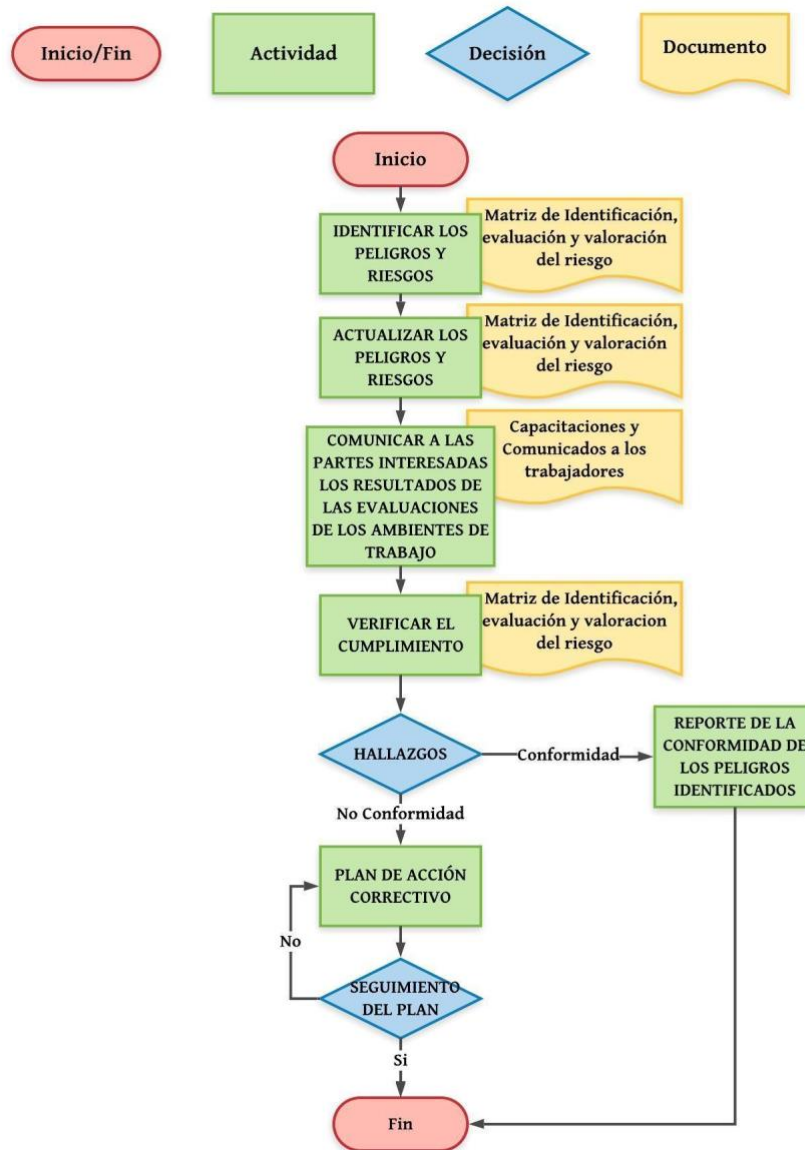 Inicio/Fin
Actividad
Decisión
Documento
Inicio
IDENTIFICAR LOS
PELIGROS Y
RIESGOS
Matriz de Identificación,
evaluación y valoración
del riesgo
ACTUALIZAR LOS
PELIGROS Y
RIESGOS
Matriz de Identificación,
evaluación y valoración
del riesgo
COMUNICAR A LAS
PARTES INTERESADAS
LOS RESULTADOS DE
LAS EVALUACIONES
DE LOS AMBIENTES DE
TRABAJO
Capacitaciones y
Comunicados a los
trabajadores
VERIFICAR EL
CUMPLIMIENTO
Matriz de Identificación,
evaluación y valoracion
del riesgo
HALLAZGOS
Conformidad
REPORTE DE LA
CONFORMIDAD DE
LOS PELIGROS
IDENTIFICADOS
No Conformidad
PLAN DE ACCIÓN
CORRECTIVO
No
SEGUIMIENTO
DEL PLAN
Si
Fin